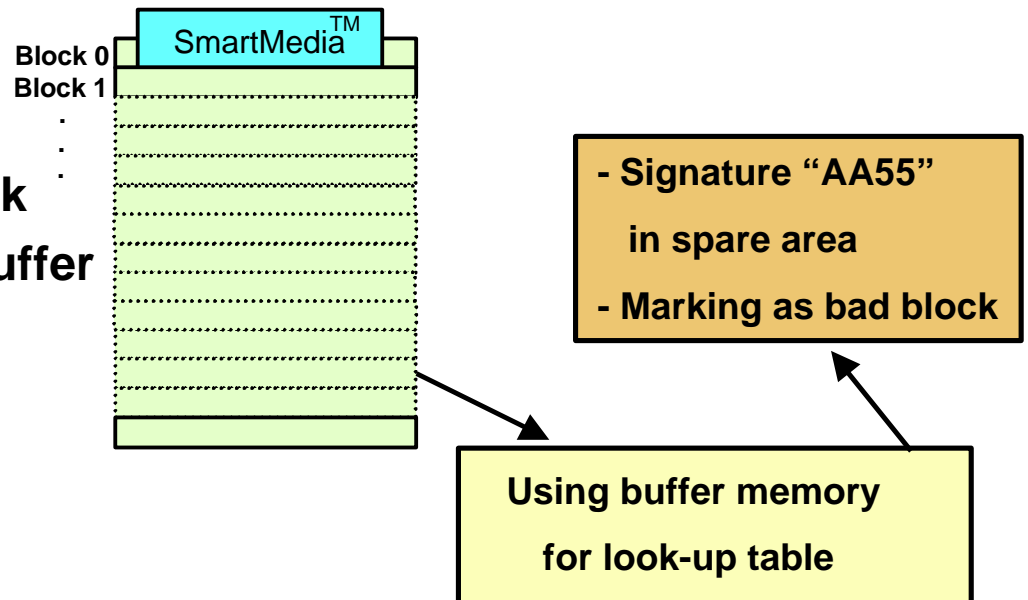 SmartMedia™
Block 0
Block 1
.
.
.
k
uffer
- Signature “AA55”
in spare area
- Marking as bad block
Using buffer memory
for look-up table